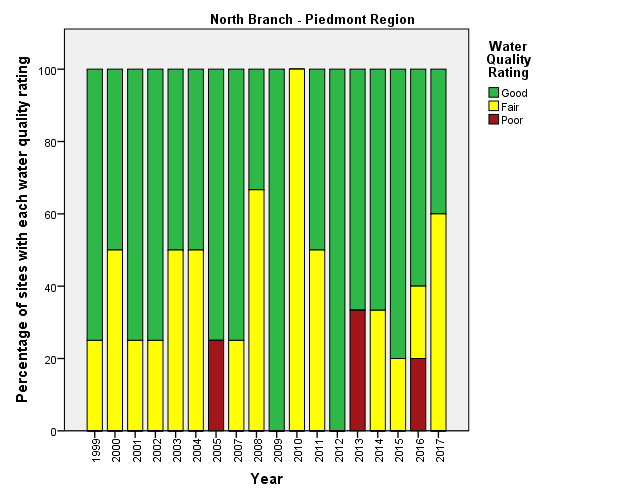 North Branch - Piedmont Region
Percentage of sites with each water quality rating
100
80
60
40
20
0
1999
2000
2001
2002
2003
2004
2005
2007
2008
2009
2010
2011
2012
2013
2014
2015
2016
2017
Year
Water
Quality
Rating
Good
Fair
Poor